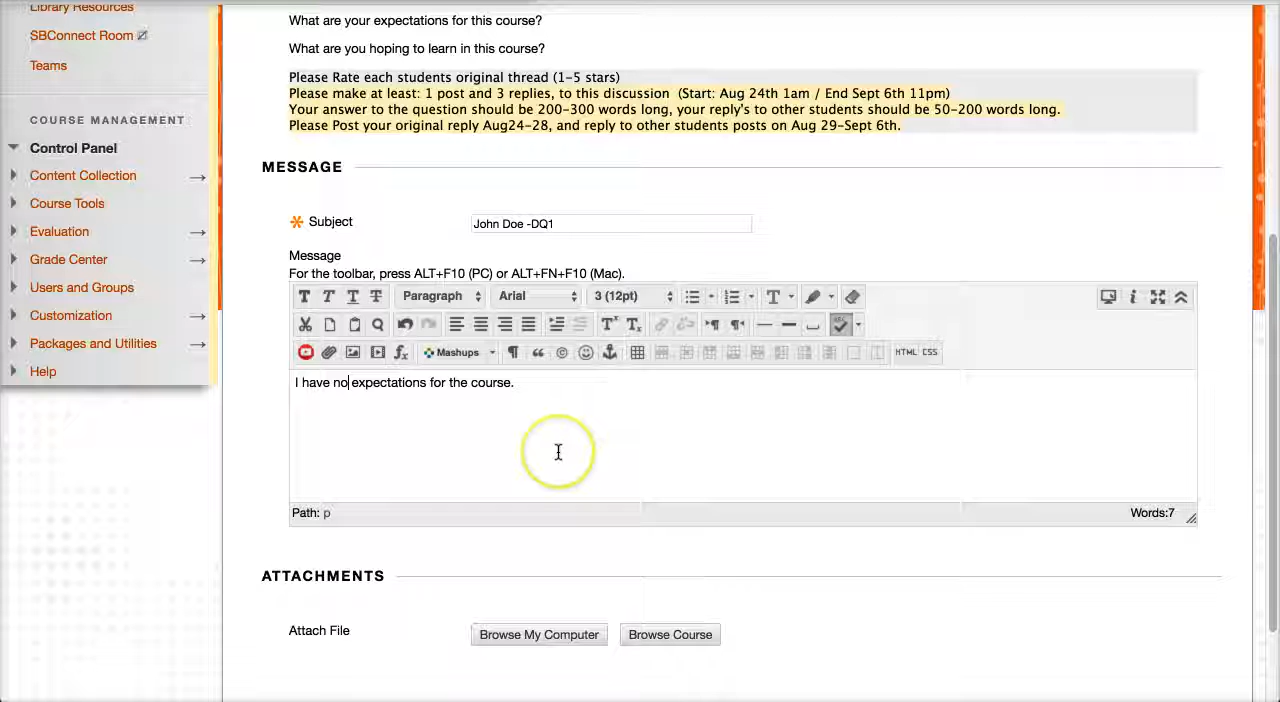 Library Resources
SBConnect Room
Teams
COURSE MANAGEMENT
Control Panel
Content Collection
Course Tools
Evaluation
Grade Center
Users and Groups
Customization
Packages and Utilities
Help
What are your expectations for this course?
What are you hoping to learn in this course?
Please Rate each students original thread (1-5 stars)
Please make at least: 1 post and 3 replies, to this discussion (Start: Aug 24th 1am / End Sept 6th 11pm)
Your answer to the question should be 200-300 words long, your reply's to other students should be 50-200 words long.
Please Post your original reply Aug24-28, and reply to other students posts on Aug 29-Sept 6th.
MESSAGE
Subject John Doe -DQ1
Message
For the toolbar, press ALT+F10 (PC) or ALT+FN+F10 (Mac).
T T T T Paragraph Arial 3 (12pt) T
Mashups HTML CSS
I have no expectations for the course.
Path: p Words:7
ATTACHMENTS
Attach File Browse My Computer Browse Course